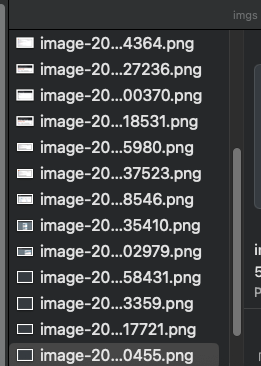 imgs
image-20...4364.png
image-20...27236.png
image-20...00370.png
image-20...18531.png
image-20...5980.png
image-20...37523.png
image-20...8546.png
image-20...35410.png
image-20...02979.png
image-20...58431.png
image-20...3359.png
image-20...17721.png
image-20...0455.png